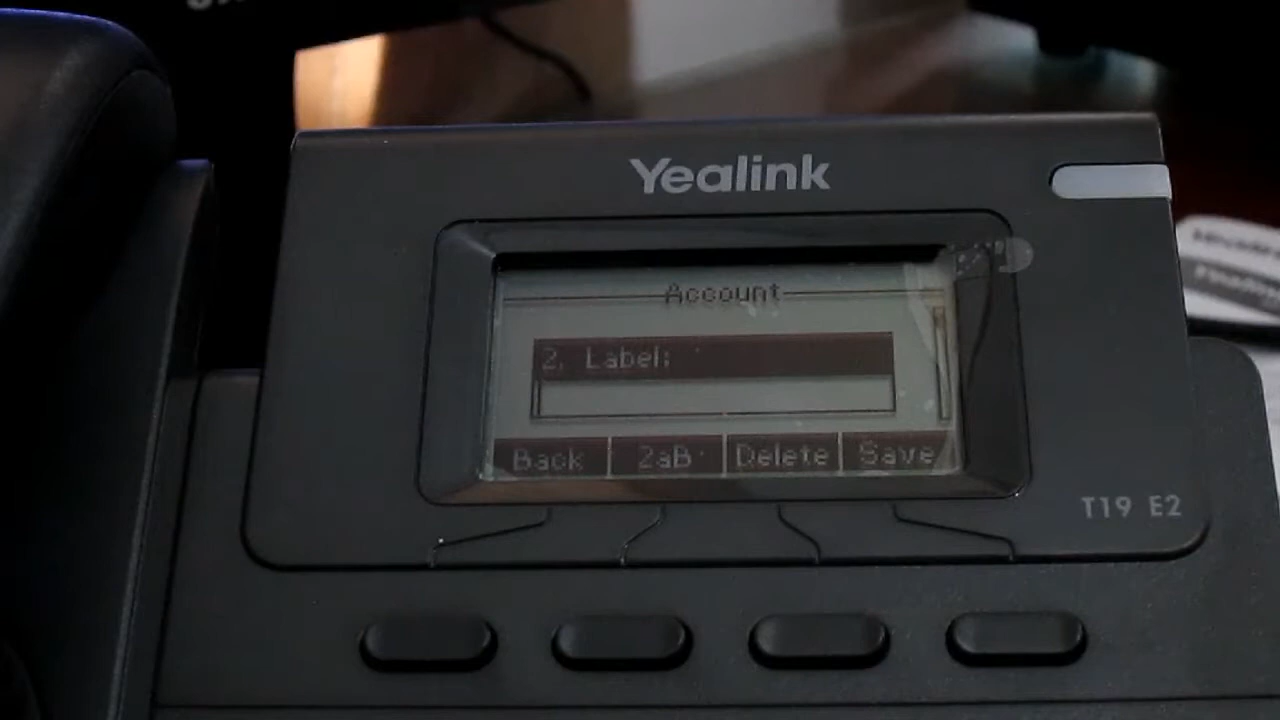 Yealink
Account
2. Label:
Back 2aB Delete Save
T19 E2